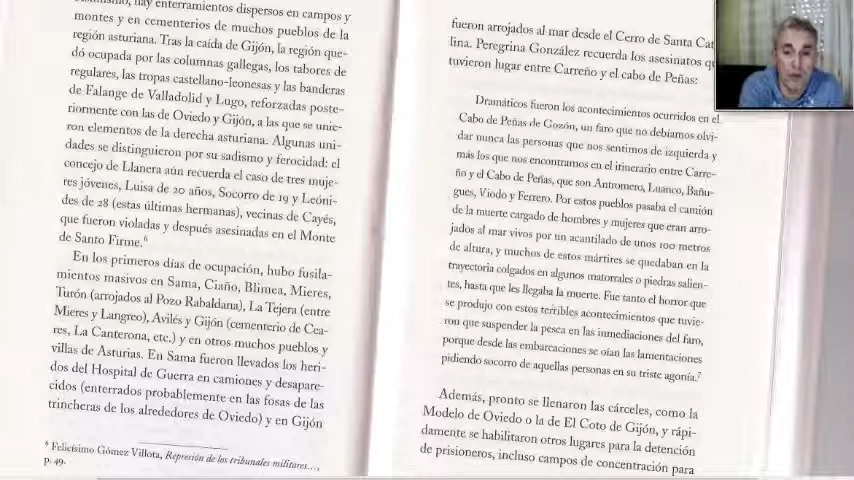 hay enterramientos dispersos en campos y
montes y en cementerios de muchos pueblos de la
región asturiana. Tras la caída de Gijón, la región que-
dó ocupada por las columnas gallegas, los tabores de
regulares, las tropas castellano-leonesas y las banderas
de Falange de Valladolid y Lugo, reforzadas poste-
riormente con las de Oviedo y Gijón, a las que se unie-
ron elementos de la derecha asturiana. Algunas uni-
dades se distinguieron por su sadismo y ferocidad: el
concejo de Llanera aún recuerda el caso de tres muje-
res jóvenes, Luisa de 20 años, Socorro de 19 y Leóni-
des de 28 (estas últimas hermanas), vecinas de Cayés,
que fueron violadas y después asesinadas en el Monte
de Santo Firme.⁶
En los primeros días de ocupación, hubo fusila-
mientos masivos en Sama, Ciaño, Blimea, Mieres,
Turón (arrojados al Pozo Rabaldana), La Tejera (entre
Mieres y Langreo), Avilés y Gijón (cementerio de Cea-
res, La Canterona, etc.) y en otros muchos pueblos y
villas de Asturias. En Sama fueron llevados los heri-
dos del Hospital de Guerra en camiones y desapare-
cidos (enterrados probablemente en las fosas de las
trincheras de los alrededores de Oviedo) y en Gijón
⁶ Felicísimo Gómez Villota, Represión de los tribunales militares...,
p. 49.
fueron arrojados al mar desde el Cerro de Santa Cat
lina. Peregrina González recuerda los asesinatos qu
tuvieron lugar entre Carreño y el cabo de Peñas:
Dramáticos fueron los acontecimientos ocurridos en el
Cabo de Peñas de Gozón, un faro que no debíamos olvi-
dar nunca las personas que nos sentimos de izquierda y
más los que nos encontramos en el itinerario entre Carre-
ño y el Cabo de Peñas, que son Antromero, Luanco, Bañu-
gues, Viodo y Ferrero. Por estos pueblos pasaba el camión
de la muerte cargado de hombres y mujeres que eran arro-
jados al mar vivos por un acantilado de unos 100 metros
de altura, y muchos de estos mártires se quedaban en la
trayectoria colgados en algunos matorrales o piedras salien-
tes, hasta que les llegaba la muerte. Fue tanto el horror que
se produjo con estos terribles acontecimientos que tuvie-
ron que suspender la pesca en las inmediaciones del faro,
porque desde las embarcaciones se oían las lamentaciones
pidiendo socorro de aquellas personas en su triste agonía.⁷
Además, pronto se llenaron las cárceles, como la
Modelo de Oviedo o la de El Coto de Gijón, y rápi-
damente se habilitaron otros lugares para la detención
de prisioneros, incluso campos de concentración para